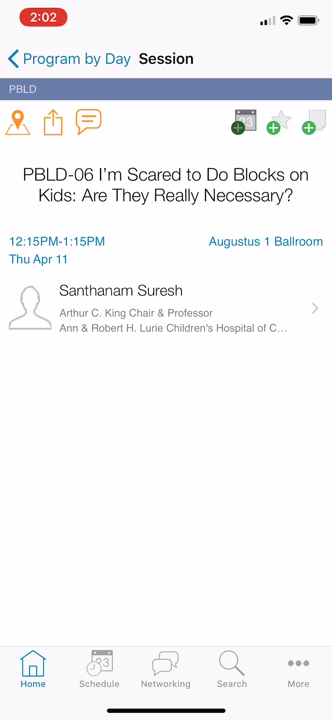 2:02
Program by Day Session
PBLD
PBLD-06 I'm Scared to Do Blocks on
Kids: Are They Really Necessary?
12:15PM-1:15PM Augustus 1 Ballroom
Thu Apr 11
Santhanam Suresh
Arthur C. King Chair & Professor
Ann & Robert H. Lurie Children's Hospital of C...
Home Schedule Networking Search More